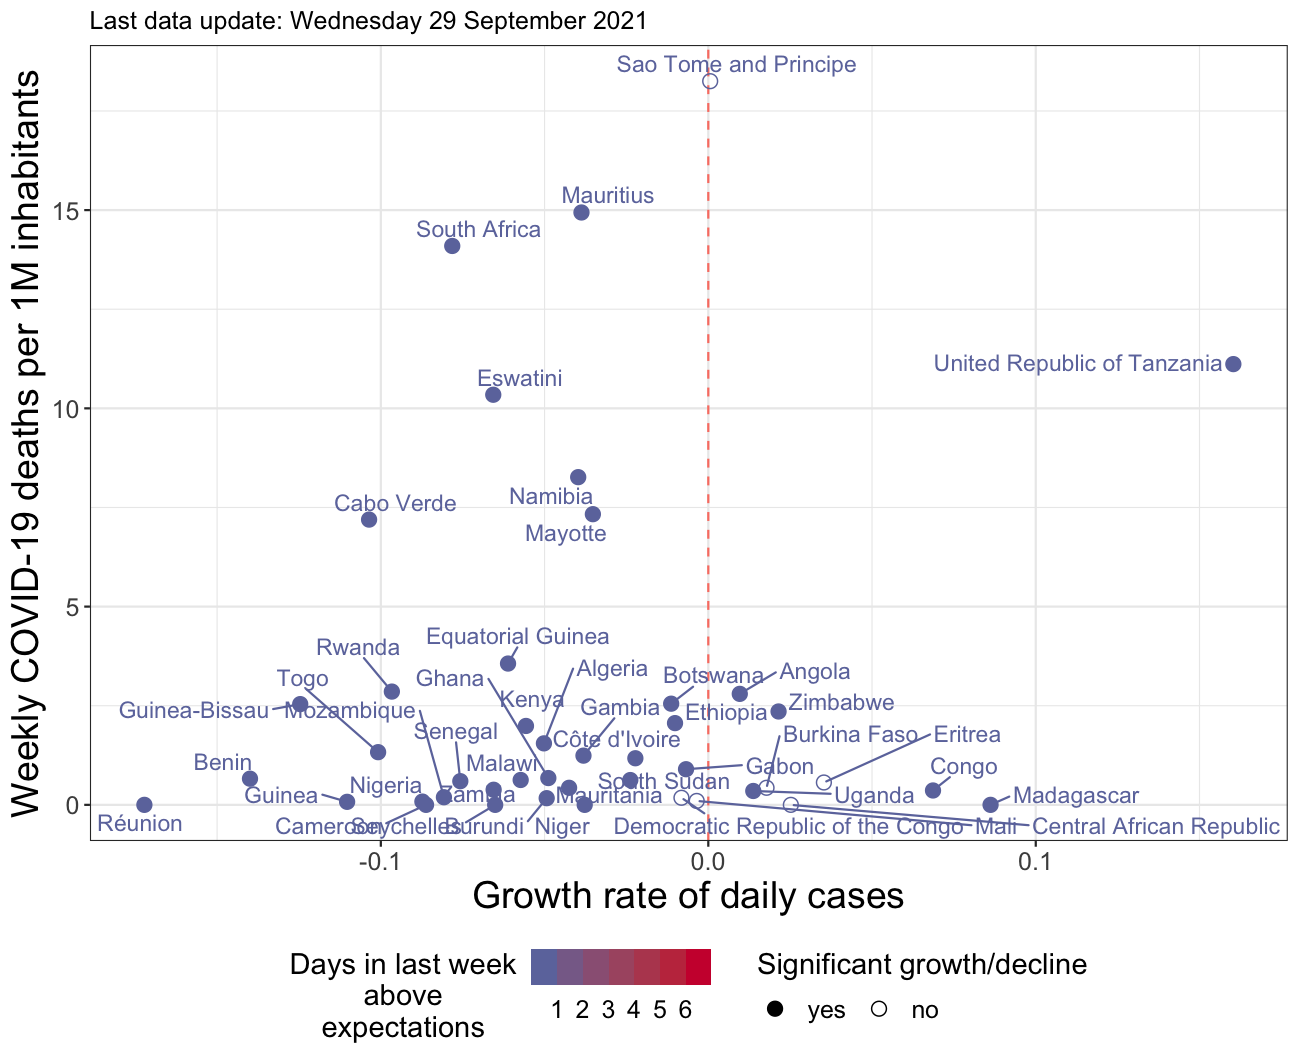 Last data update: Wednesday 29 September 2021
Weekly COVID-19 deaths per 1M inhabitants
15
10
5
0
Sao Tome and Principe
Mauritius
South Africa
United Republic of Tanzania
Eswatini
Namibia
Cabo Verde
Mayotte
Equatorial Guinea
Rwanda
Algeria
Angola
Botswana
Togo
Ghana
Kenya
Zimbabwe
Gambia
Guinea-Bissau
Mozambique
Ethiopia
Senegal
Burkina Faso
Eritrea
Côte d'Ivoire
Benin
Malawi
Gabon
Congo
South Sudan
Nigeria
Guinea
Zambia
Mauritania
Uganda
Madagascar
Réunion
Cameroon
Seychelles
Burundi
Niger
Democratic Republic of the Congo
Mali
Central African Republic
-0.1
0.0
0.1
Growth rate of daily cases
Days in last week
above
expectations
1 2 3 4 5 6
Significant growth/decline
yes
no